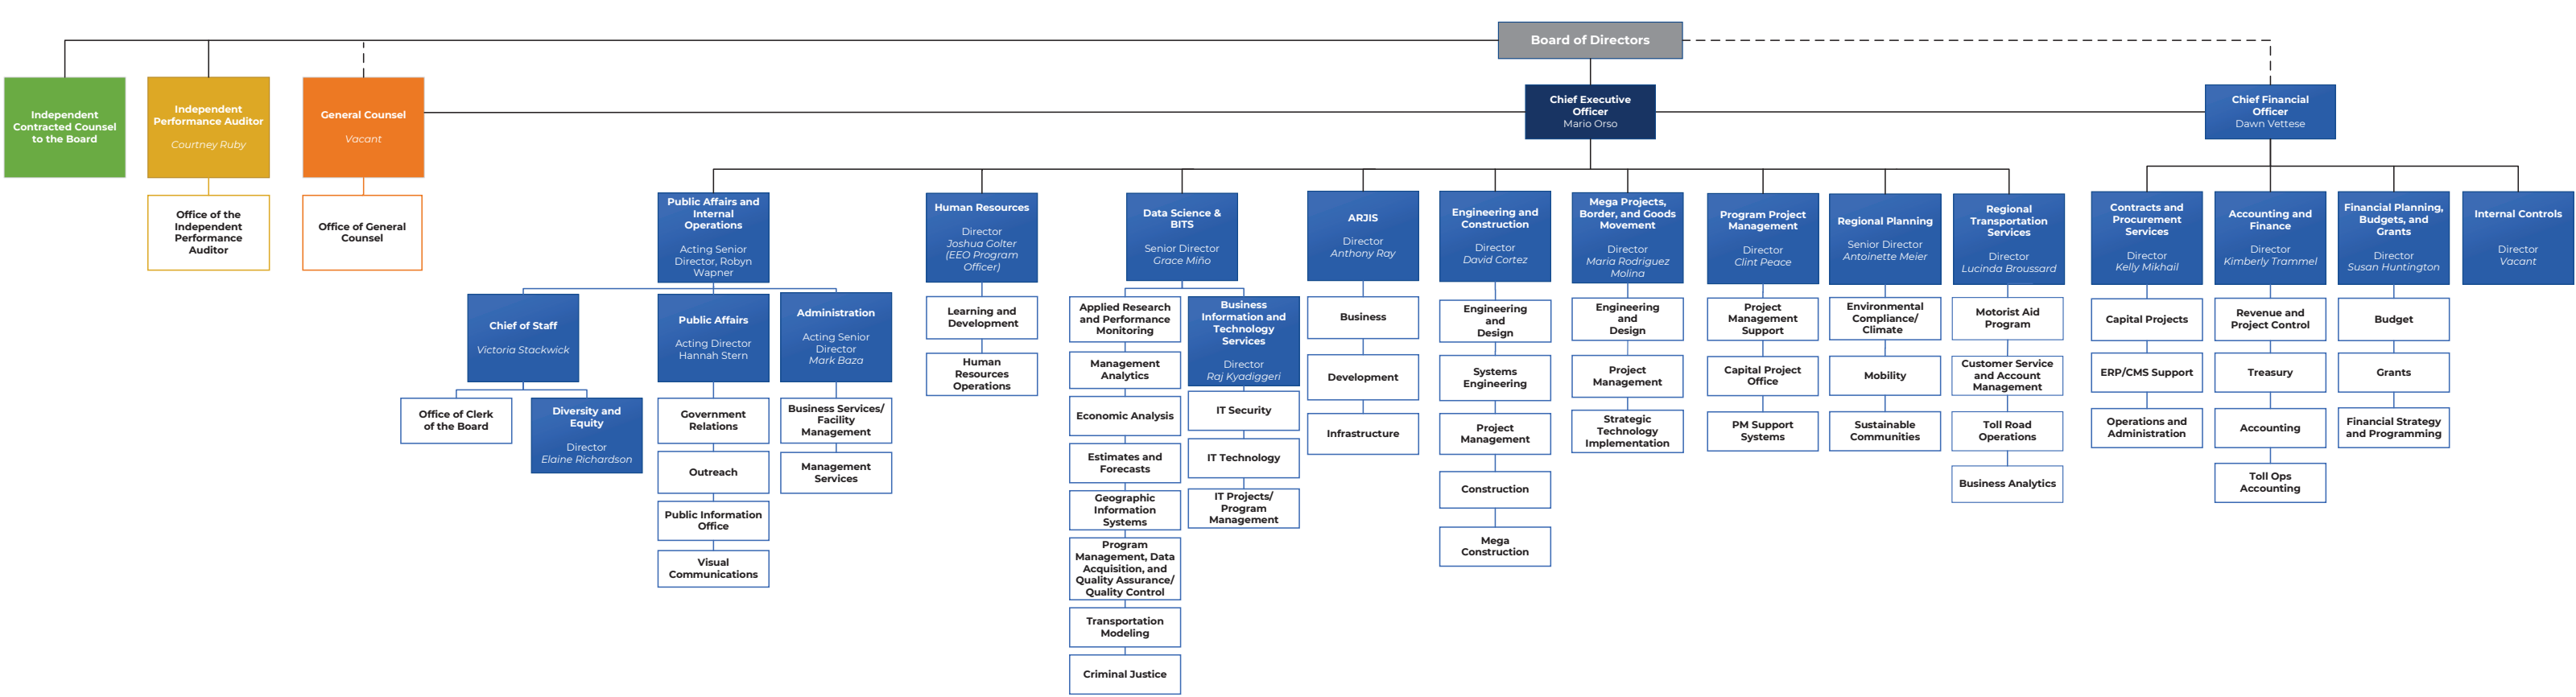 Board of Directors
Independent
Contracted Counsel
to the Board
Independent
Performance Auditor
Courtney Ruby
Office of the
Independent
Performance
Auditor
General Counsel
Vacant
Office of General
Counsel
Chief Executive
Officer
Mario Orso
Chief Financial
Officer
Dawn Vettese
Public Affairs and
Internal
Operations
Acting Senior
Director, Robyn
Wapner
Chief of Staff
Victoria Stackwick
Office of Clerk
of the Board
Diversity and
Equity
Director
Elaine Richardson
Public Affairs
Acting Director
Hannah Stern
Government
Relations
Outreach
Public Information
Office
Visual
Communications
Administration
Acting Senior
Director
Mark Baza
Business Services/
Facility
Management
Management
Services
Human Resources
Director
Joshua Golter
(EEO Program
Officer)
Learning and
Development
Human
Resources
Operations
Data Science &
BITS
Senior Director
Grace Miño
Applied Research
and Performance
Monitoring
Management
Analytics
Economic Analysis
Estimates and
Forecasts
Geographic
Information
Systems
Program
Management, Data
Acquisition, and
Quality Assurance/
Quality Control
Transportation
Modeling
Criminal Justice
Business
Information and
Technology
Services
Director
Raj Kyadiggeri
IT Security
IT Technology
IT Projects/
Program
Management
ARJIS
Director
Anthony Ray
Business
Development
Infrastructure
Engineering and
Construction
Director
David Cortez
Engineering
and
Design
Systems
Engineering
Project
Management
Construction
Mega
Construction
Mega Projects,
Border, and Goods
Movement
Director
Maria Rodriguez
Molina
Engineering
and
Design
Project
Management
Strategic
Technology
Implementation
Program Project
Management
Director
Clint Peace
Project
Management
Support
Capital Project
Office
PM Support
Systems
Regional Planning
Senior Director
Antoinette Meier
Environmental
Compliance/
Climate
Mobility
Sustainable
Communities
Regional
Transportation
Services
Director
Lucinda Broussard
Motorist Aid
Program
Customer Service
and Account
Management
Toll Road
Operations
Business Analytics
Contracts and
Procurement
Services
Director
Kelly Mikhail
Capital Projects
ERP/CMS Support
Operations and
Administration
Accounting and
Finance
Director
Kimberly Trammel
Revenue and
Project Control
Treasury
Accounting
Toll Ops
Accounting
Financial Planning,
Budgets, and
Grants
Director
Susan Huntington
Budget
Grants
Financial Strategy
and Programming
Internal Controls
Director
Vacant